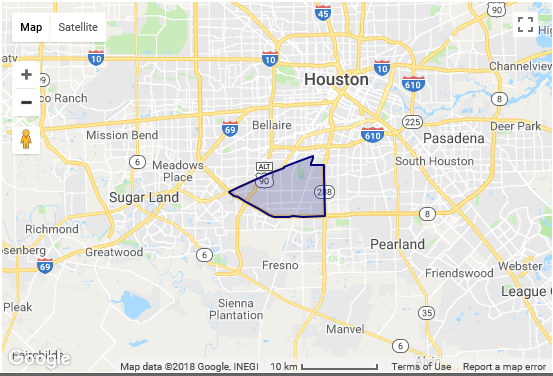 Map
Satellite
90
45
10
10
10
Houston
Channelview
610
co Ranch
69
8
Bellaire
225
Deer Park
Mission Bend
610
Pasadena
6
Meadows
Place
ALT
90
South Houston
Sugar Land
288
8
Richmond
Pearland
osenberg
Greatwood
6
69
Fresno
Friendswood
Webster
League C
Pleak
Sienna
Plantation
35
Manvel
6
Fairchilds
Alvin
Google
Map data ©2018 Google, INEGI
10 km
Terms of Use
Report a map error